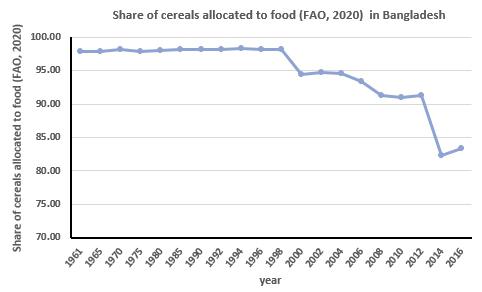 Share of cereals allocated to food (FAO, 2020)  in Bangladesh
Share of cereals allocated to food (FAO, 2020)
100.00
95.00
90.00
85.00
80.00
75.00
70.00
1961 1965 1970 1975 1980 1985 1990 1992 1994 1996 1998 2000 2002 2004 2006 2008 2010 2012 2014 2016
year